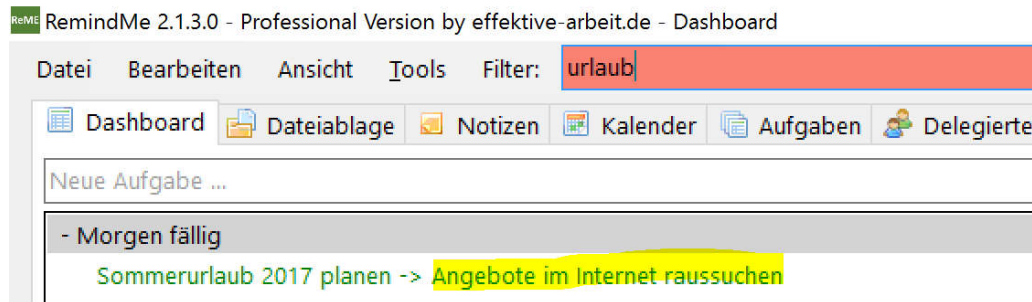 ReME RemindMe 2.1.3.0 - Professional Version by effektive-arbeit.de - Dashboard
Datei Bearbeiten Ansicht Tools Filter: urlaub
Dashboard Dateiablage Notizen Kalender Aufgaben Delegierte
Neue Aufgabe ...
- Morgen fällig
Sommerurlaub 2017 planen -> Angebote im Internet raussuchen